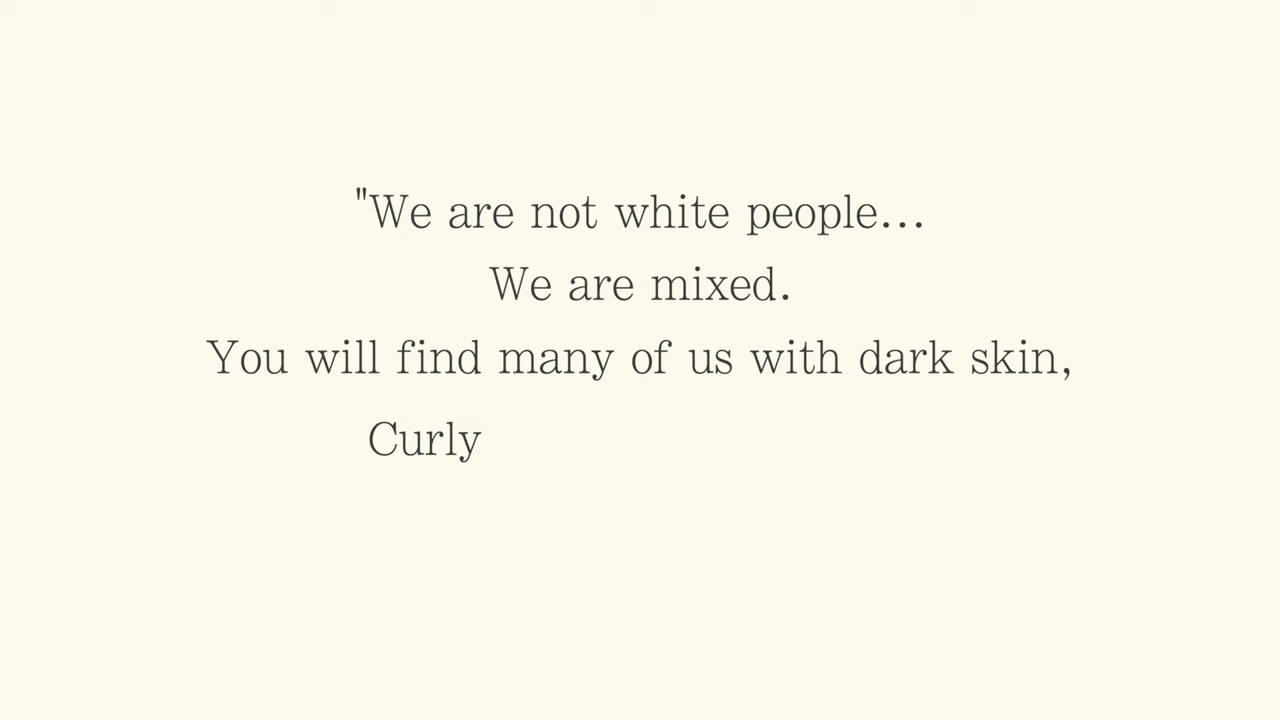 "We are not white people...
We are mixed.
You will find many of us with dark skin,
Curly